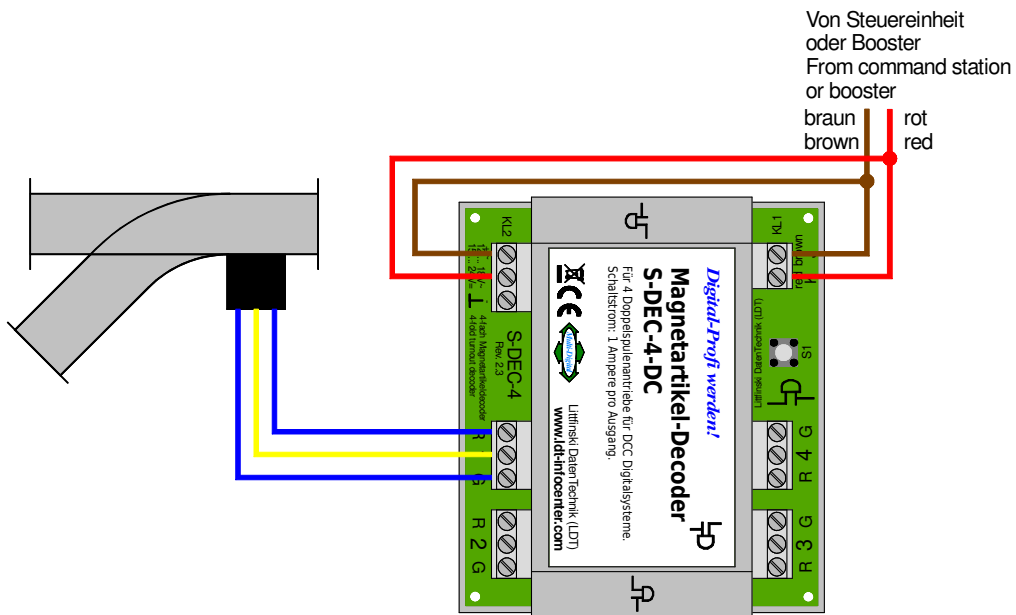 Von Steuereinheit
oder Booster
From command station
or booster
braun
brown
rot
red
KL2
KL1
S1
Digital-Profi werden!
Magnetartikel-Decoder
S-DEC-4-DC
Für 4 Doppelspulenantriebe für DCC Digitalsysteme.
Schaltstrom: 1 Ampere pro Ausgang.
CE
Multi-Digital
Littfinski DatenTechnik (LDT)
www.ldt-infocenter.com
S-DEC-4
Rev. 2.3
4-fach Magnetartikeldecoder
4-fold turnout decoder
Littfinski DatenTechnik (LDT)
R
G
R 2 G
R 4 G
R 3 G